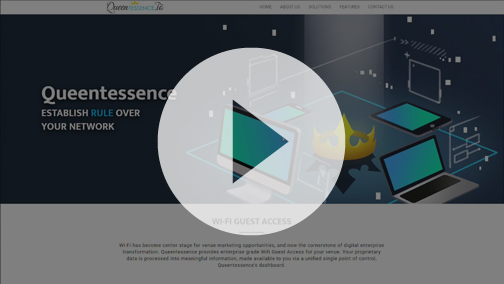 Queentessence.Io
HOME ABOUT US SOLUTIONS FEATURES CONTACT US
Queentessence
ESTABLISH RULE OVER
YOUR NETWORK
WI-FI GUEST ACCESS
Wi-Fi has become center stage for venue marketing opportunities, and now the cornerstone of digital enterprise
transformation. Queentessence provides enterprise grade Wifi Guest Access for your venue. Your proprietary
data is processed into meaningful information, made available to you via a unified single point of control,
Queentessence's dashboard.